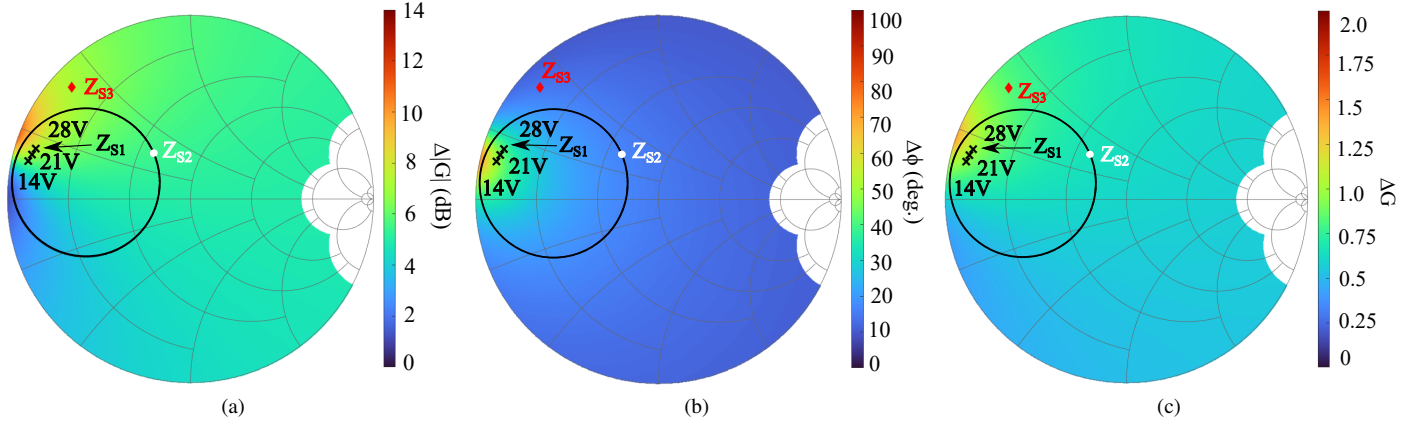 Z_S3
28V
Z_S1
21V
14V
Z_S2
14
12
10
8
6
4
2
0
Δ|G| (dB)
(a)
Z_S3
28V
Z_S1
21V
14V
Z_S2
100
90
80
70
60
50
40
30
20
10
0
Δϕ (deg.)
(b)
Z_S3
28V
Z_S1
21V
14V
Z_S2
2.0
1.75
1.5
1.25
1.0
0.75
0.5
0.25
0
ΔG
(c)